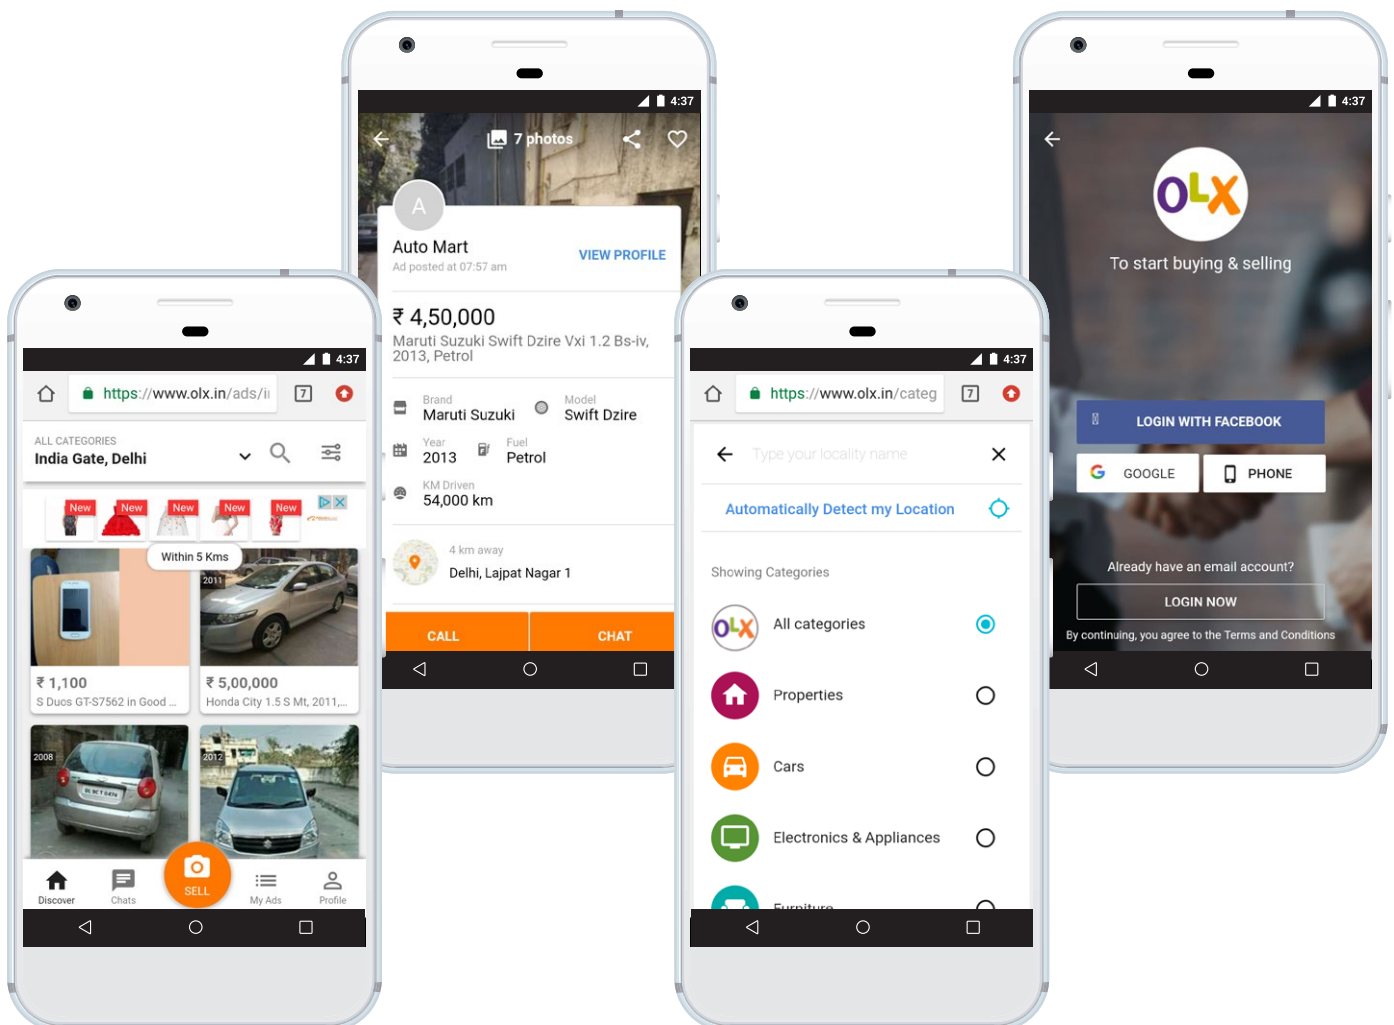 4:37
https://www.olx.in/ads/i
7
ALL CATEGORIES
India Gate, Delhi
New
New
New
New
New
Within 5 Kms
2011
₹ 1,100
S Ducs GT-S7562 in Good ...
₹ 5,00,000
Honda City 1.5 S Mt, 2011,...
2008
2012
Discover
Chats
SELL
My Ads
Profile
4:37
7 photos
A
Auto Mart
Ad posted at 07:57 am
VIEW PROFILE
₹ 4,50,000
Maruti Suzuki Swift Dzire Vxi 1.2 Bs-iv,
2013, Petrol
Brand
Maruti Suzuki
Model
Swift Dzire
Year
2013
Fuel
Petrol
KM Driven
54,000 km
4 km away
Delhi, Lajpat Nagar 1
CALL
CHAT
4:37
https://www.olx.in/categ
7
Type your locality name
Automatically Detect my Location
Showing Categories
OLX
All categories
Properties
Cars
Electronics & Appliances
Furniture
4:37
OLX
To start buying & selling
LOGIN WITH FACEBOOK
GOOGLE
PHONE
Already have an email account?
LOGIN NOW
By continuing, you agree to the Terms and Conditions